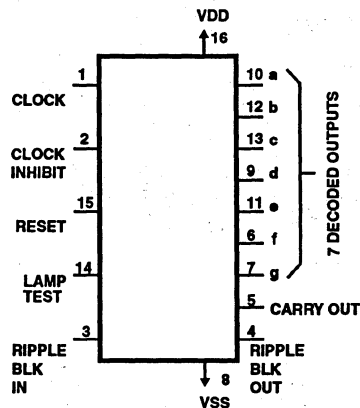 VDD
16
1
CLOCK
2
CLOCK
INHIBIT
15
RESET
14
LAMP
TEST
3
RIPPLE
BLK
IN
10 a
12 b
13 c
9 d
11 e
6 f
7 g
7 DECODED OUTPUTS
5 CARRY OUT
4
RIPPLE
BLK
OUT
8
VSS